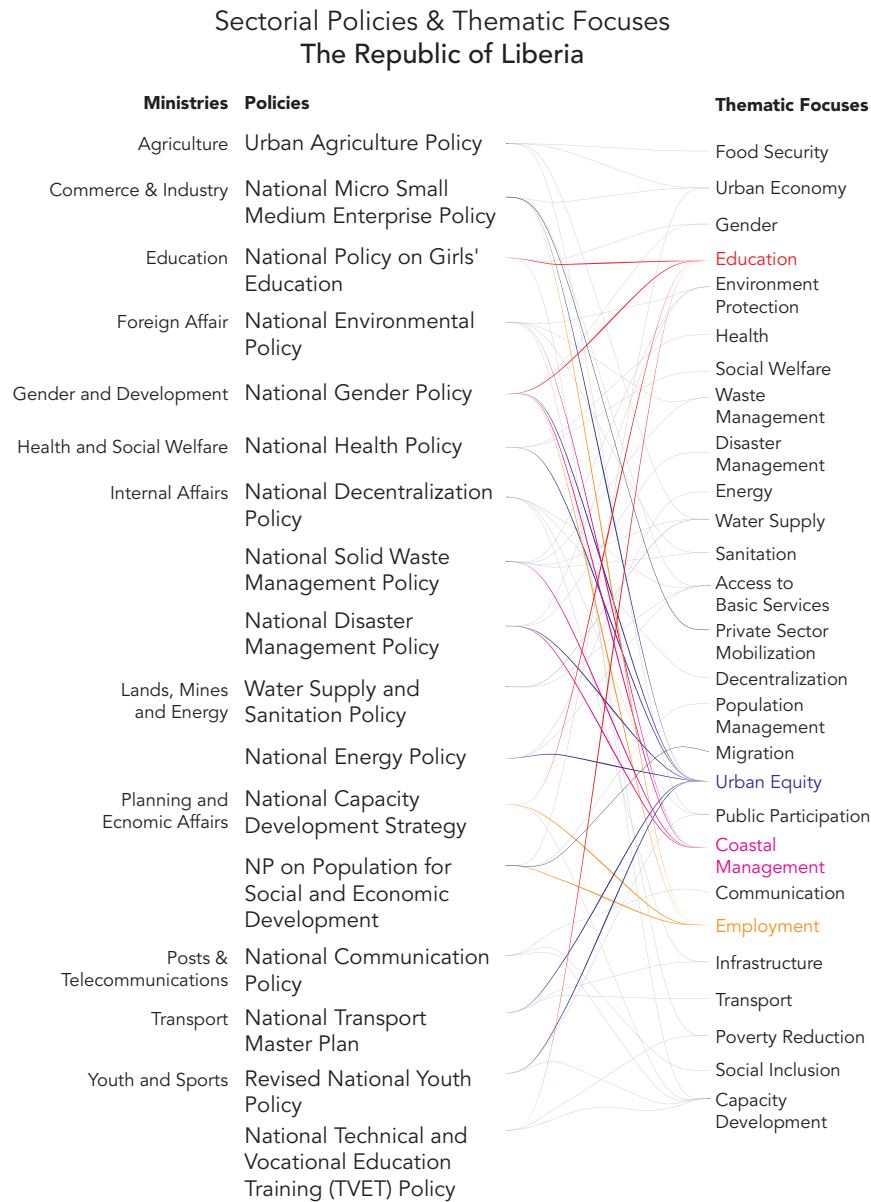 Sectorial Policies & Thematic Focuses
The Republic of Liberia
Ministries Policies
Agriculture Urban Agriculture Policy
Commerce & Industry National Micro Small
Medium Enterprise Policy
Education National Policy on Girls'
Education
Foreign Affair National Environmental
Policy
Gender and Development National Gender Policy
Health and Social Welfare National Health Policy
Internal Affairs National Decentralization
Policy
National Solid Waste
Management Policy
National Disaster
Management Policy
Lands, Mines Water Supply and
and Energy Sanitation Policy
National Energy Policy
Planning and National Capacity
Ecnomic Affairs Development Strategy
NP on Population for
Social and Economic
Development
Posts & National Communication
Telecommunications Policy
Transport National Transport
Master Plan
Youth and Sports Revised National Youth
Policy
National Technical and
Vocational Education
Training (TVET) Policy
Thematic Focuses
Food Security
Urban Economy
Gender
Education
Environment
Protection
Health
Social Welfare
Waste
Management
Disaster
Management
Energy
Water Supply
Sanitation
Access to
Basic Services
Private Sector
Mobilization
Decentralization
Population
Management
Migration
Urban Equity
Public Participation
Coastal
Management
Communication
Employment
Infrastructure
Transport
Poverty Reduction
Social Inclusion
Capacity
Development